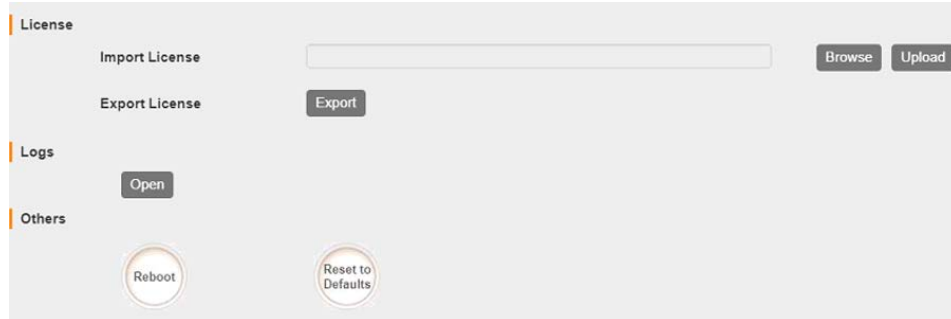 License
Import License Browse Upload
Export License Export
Logs
Open
Others
Reboot Reset to
Defaults